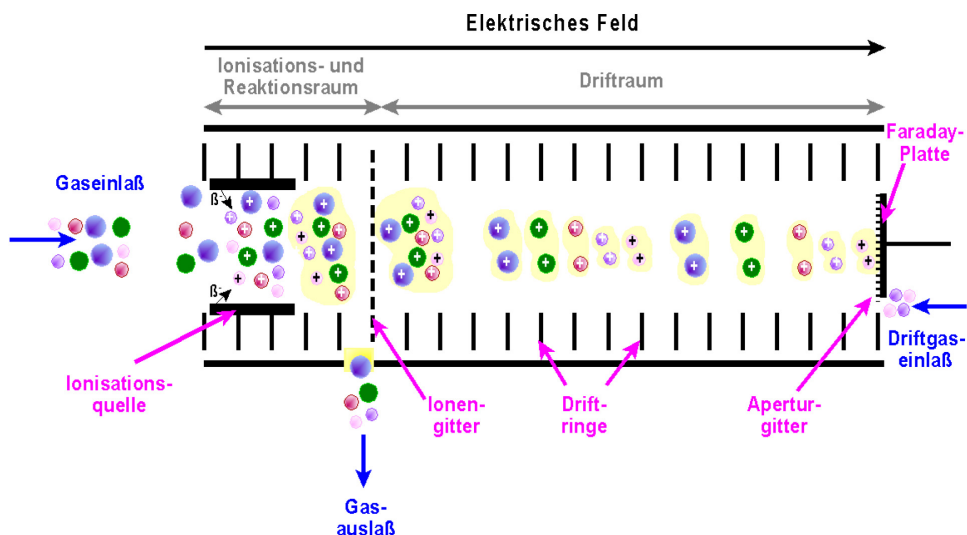 Elektrisches Feld
Ionisations- und
Reaktionsraum
Driftraum
Faraday-
Platte
Gaseinlaß
ß-
ß-
Driftgas-
einlaß
Ionisations-
quelle
Ionen-
gitter
Drift-
ringe
Apertur-
gitter
Gas-
auslaß